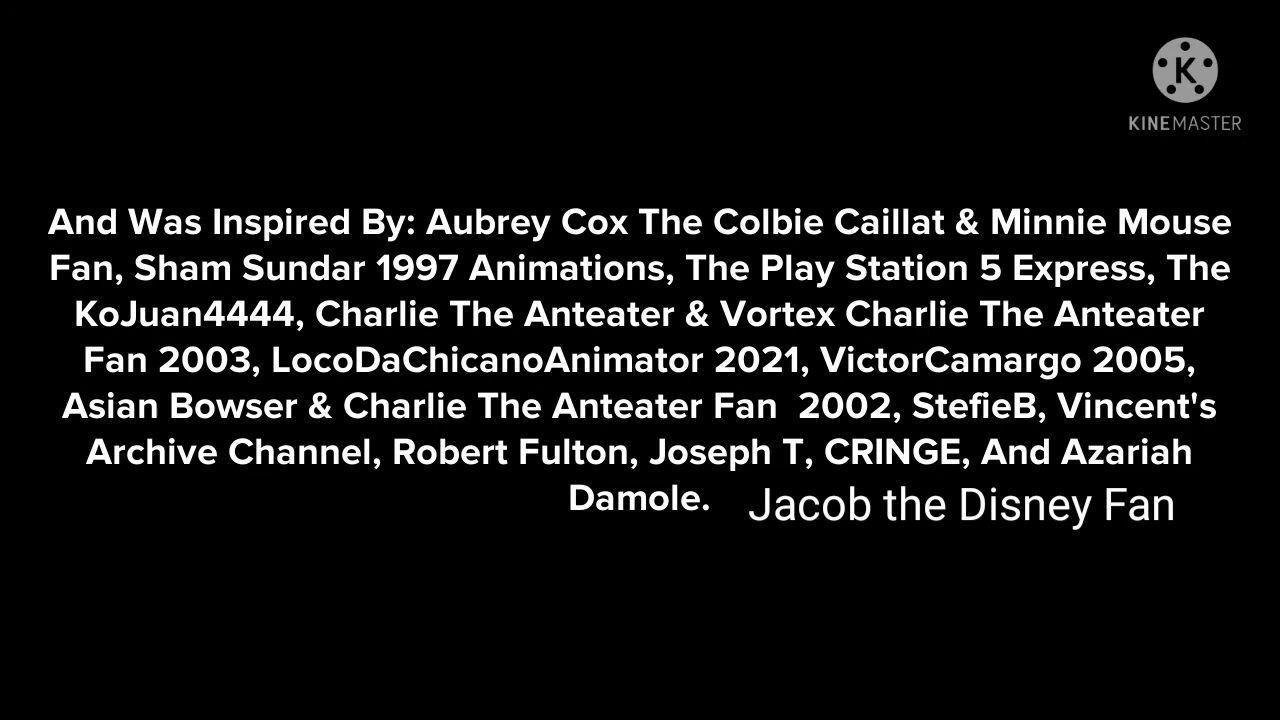 K
KINEMASTER
And Was Inspired By: Aubrey Cox The Colbie Caillat & Minnie Mouse
Fan, Sham Sundar 1997 Animations, The Play Station 5 Express, The
KoJuan4444, Charlie The Anteater & Vortex Charlie The Anteater
Fan 2003, LocoDaChicanoAnimator 2021, VictorCamargo 2005,
Asian Bowser & Charlie The Anteater Fan  2002, StefieB, Vincent's
Archive Channel, Robert Fulton, Joseph T, CRINGE, And Azariah
Damole. Jacob the Disney Fan